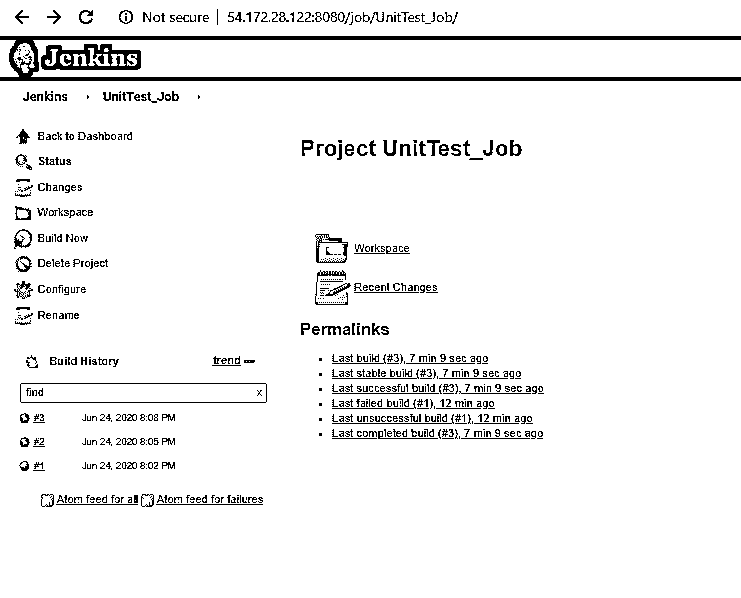 Not secure | 54.172.28.122:8080/job/UnitTest_Job/
Jenkins
Jenkins UnitTest_Job
Back to Dashboard
Status
Changes
Workspace
Build Now
Delete Project
Configure
Rename
Build History trend
find x
#3 Jun 24, 2020 8:08 PM
#2 Jun 24, 2020 8:05 PM
#1 Jun 24, 2020 8:02 PM
Atom feed for all Atom feed for failures
Project UnitTest_Job
Workspace
Recent Changes
Permalinks
Last build (#3), 7 min 9 sec ago
Last stable build (#3), 7 min 9 sec ago
Last successful build (#3), 7 min 9 sec ago
Last failed build (#1), 12 min ago
Last unsuccessful build (#1), 12 min ago
Last completed build (#3), 7 min 9 sec ago